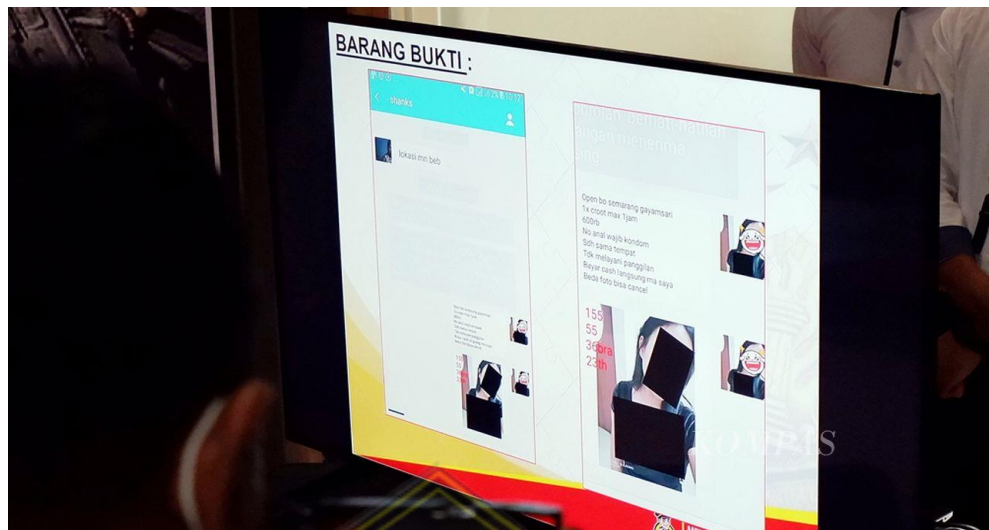 BARANG BUKTI :
shanks
lokasi mn beb
menerima
Open bo semarang gayamsari
1x croot max 1jam
600rb
No anal wajib kondom
Sdh sama tempat
Tdk melayani panggilan
Bayar cash langsung ma saya
Beda foto bisa cancel
155
55
36bra
23th
KOMPAS